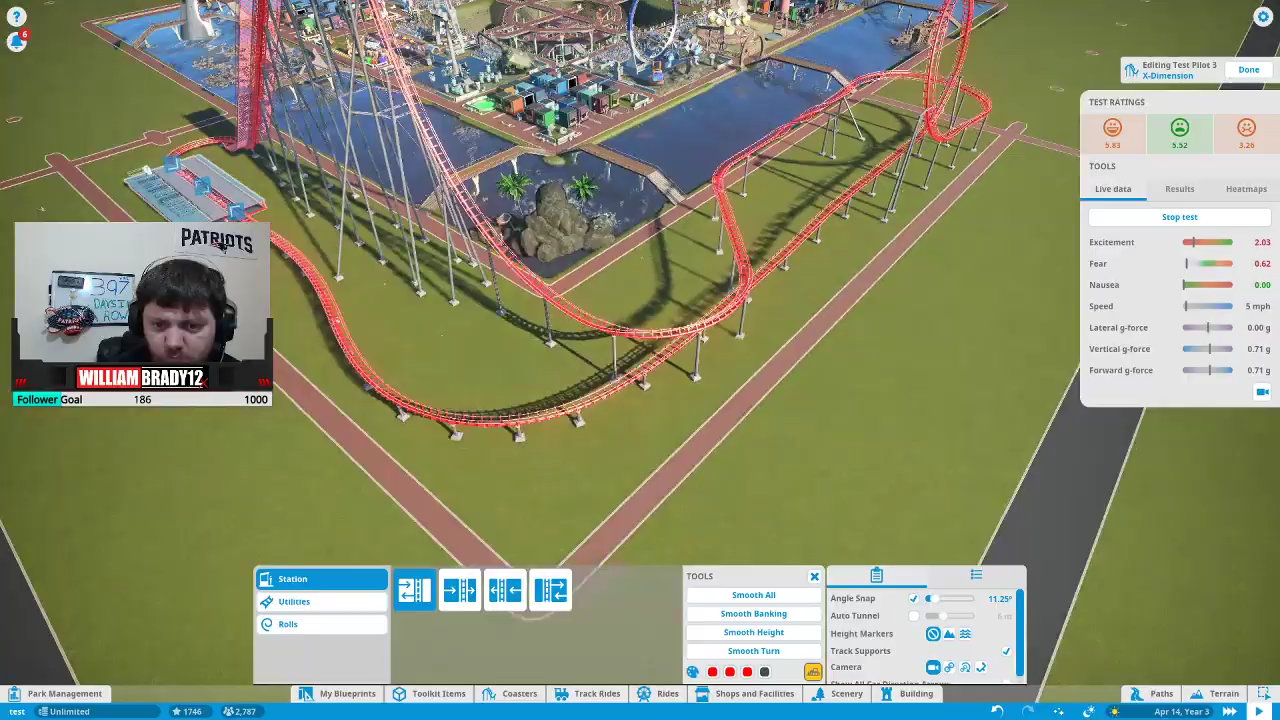 ?
6
Editing Test Pilot 3
X-Dimension
Done
TEST RATINGS
5.83
5.52
3.26
TOOLS
Live data
Results
Heatmaps
Stop test
Excitement
2.03
Fear
0.62
Nausea
0.00
Speed
5 mph
Lateral g-force
0.00 g
Vertical g-force
0.71 g
Forward g-force
0.71 g
PATRIOTS
397
DAYS IN
ROW
WILLIAMBRADY12
Follower Goal
186
1000
Station
Utilities
Rolls
TOOLS
Smooth All
Smooth Banking
Smooth Height
Smooth Turn
Angle Snap
11.25°
Auto Tunnel
6 m
Height Markers
Track Supports
Camera
Park Management
My Blueprints
Toolkit Items
Coasters
Track Rides
Rides
Shops and Facilities
Scenery
Building
Paths
Terrain
test
Unlimited
1746
2,787
Apr 14, Year 3